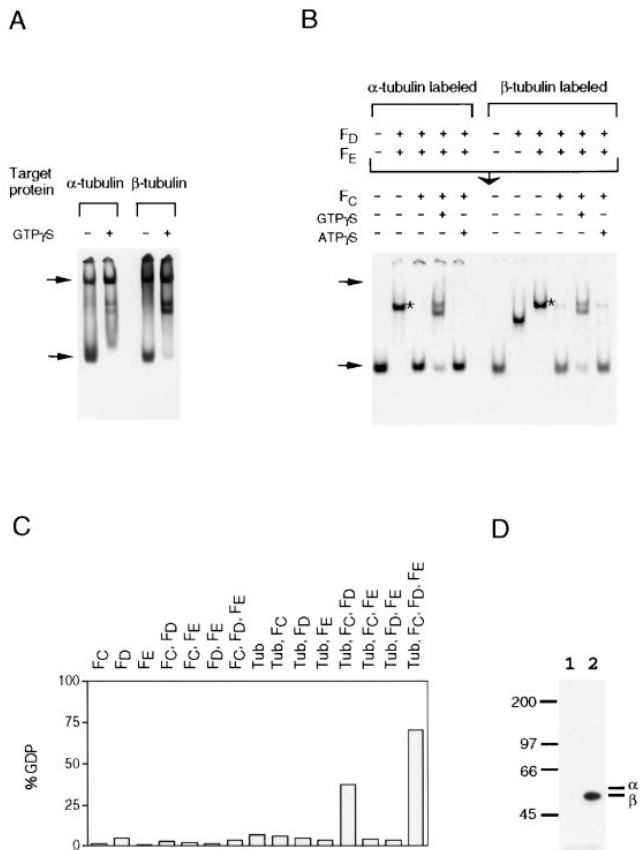 A
Target
protein
α-tubulin β-tubulin
GTPγS – + – +
B
α-tubulin labeled β-tubulin labeled
FD – + + + + – + + + + +
FE – + + + + – – + + + +
FC – – + + + – – – + + +
GTPγS – – – + – – – – – + –
ATPγS – – – – + – – – – – +
* *
C
FC
FD
FE
FC, FD
FC, FE
FD, FE
FC, FD, FE
Tub
Tub, FC
Tub, FD
Tub, FE
Tub, FC, FD
Tub, FC, FE
Tub, FD, FE
Tub, FC, FD, FE
%GDP
100
75
50
25
0
D
1 2
200
97
66
45
α
β